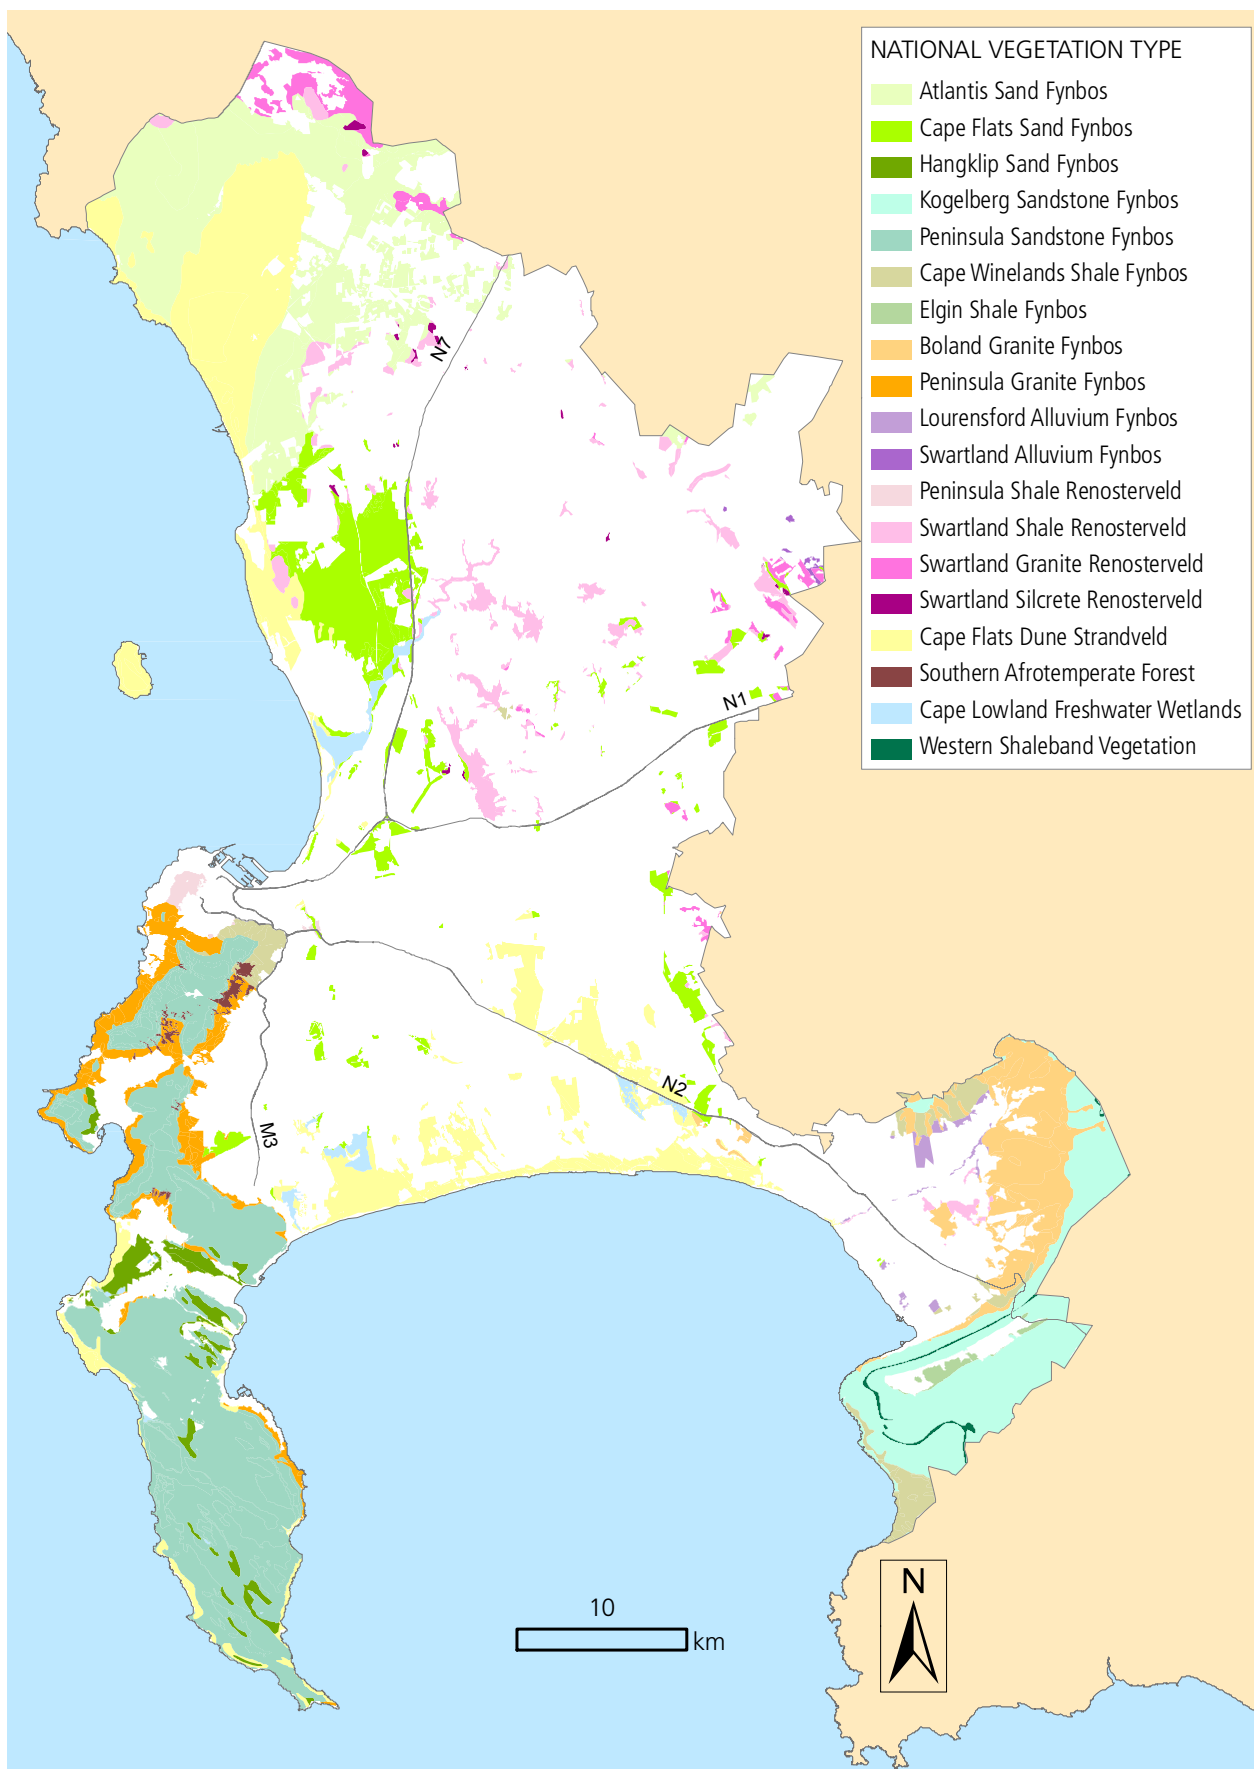 NATIONAL VEGETATION TYPE
Atlantis Sand Fynbos
Cape Flats Sand Fynbos
Hangklip Sand Fynbos
Kogelberg Sandstone Fynbos
Peninsula Sandstone Fynbos
Cape Winelands Shale Fynbos
Elgin Shale Fynbos
Boland Granite Fynbos
Peninsula Granite Fynbos
Lourensford Alluvium Fynbos
Swartland Alluvium Fynbos
Peninsula Shale Renosterveld
Swartland Shale Renosterveld
Swartland Granite Renosterveld
Swartland Silcrete Renosterveld
Cape Flats Dune Strandveld
Southern Afrotemperate Forest
Cape Lowland Freshwater Wetlands
Western Shaleband Vegetation
N7
N1
N2
M3
N
10
km